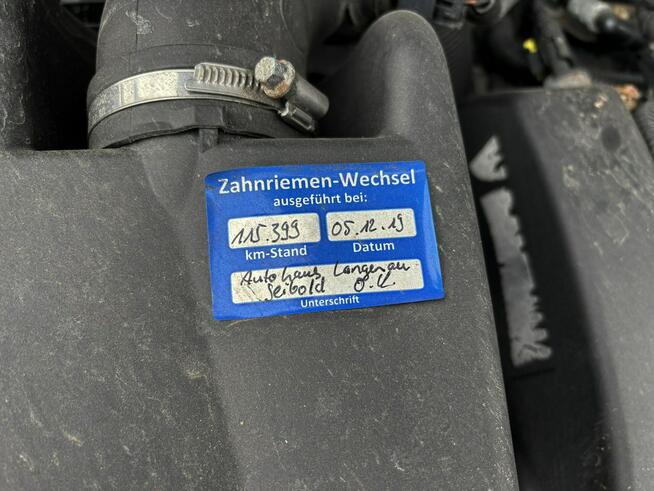 Zahnriemen-Wechsel
ausgeführt bei:
115.399 05.12.19
km-Stand Datum
Autohaus Langenau
Seibold O.K.
Unterschrift